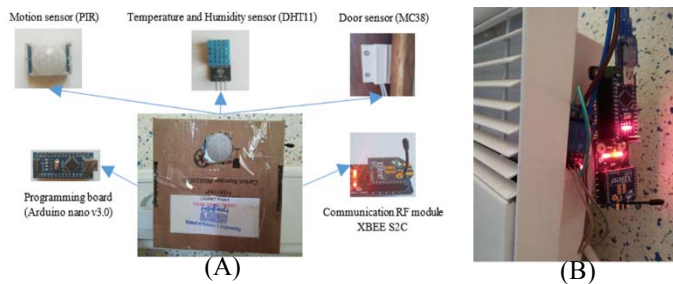 Motion sensor (PIR)
Temperature and Humidity sensor (DHT11)
Door sensor (MC38)
Programming board
(Arduino nano v3.0)
XBee
Communication RF module
XBEE S2C
(A)
(B)